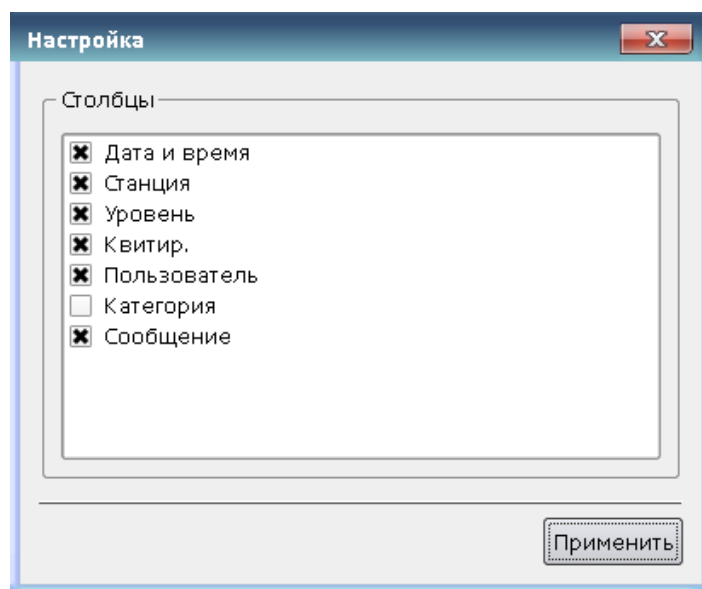 Настройка
Столбцы
Дата и время
Станция
Уровень
Квитир.
Пользователь
Категория
Сообщение
Применить